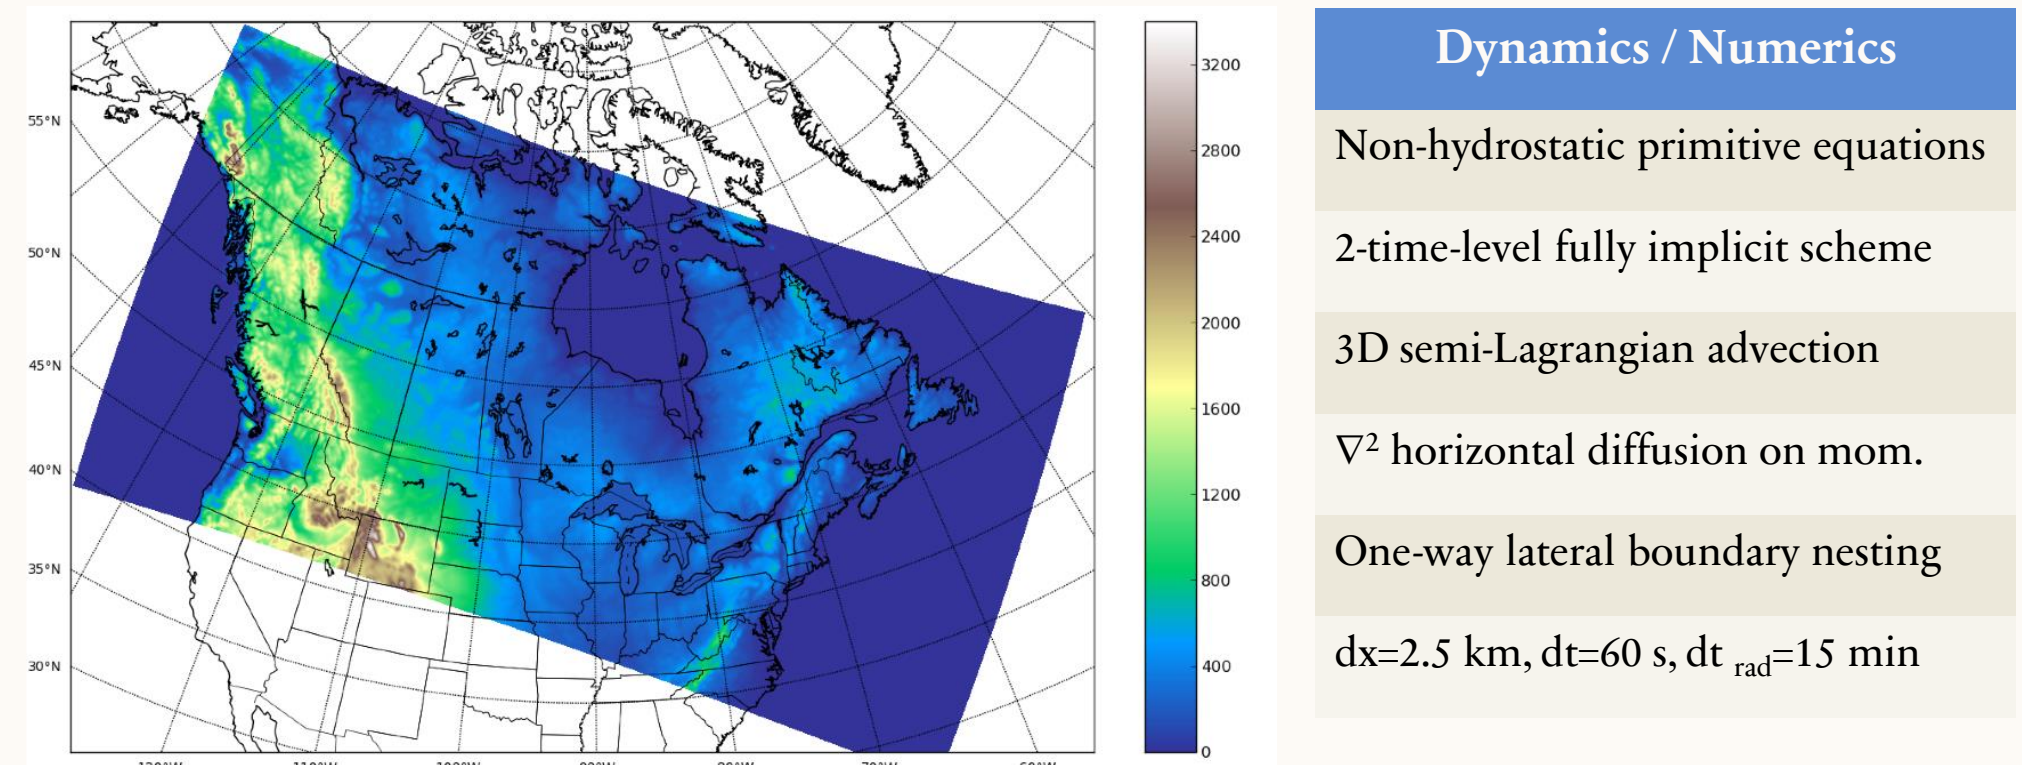 55°N
50°N
45°N
40°N
35°N
30°N
3200
2800
2400
2000
1600
1200
800
400
0
Dynamics / Numerics
Non-hydrostatic primitive equations
2-time-level fully implicit scheme
3D semi-Lagrangian advection
∇² horizontal diffusion on mom.
One-way lateral boundary nesting
dx=2.5 km, dt=60 s, dt rad=15 min